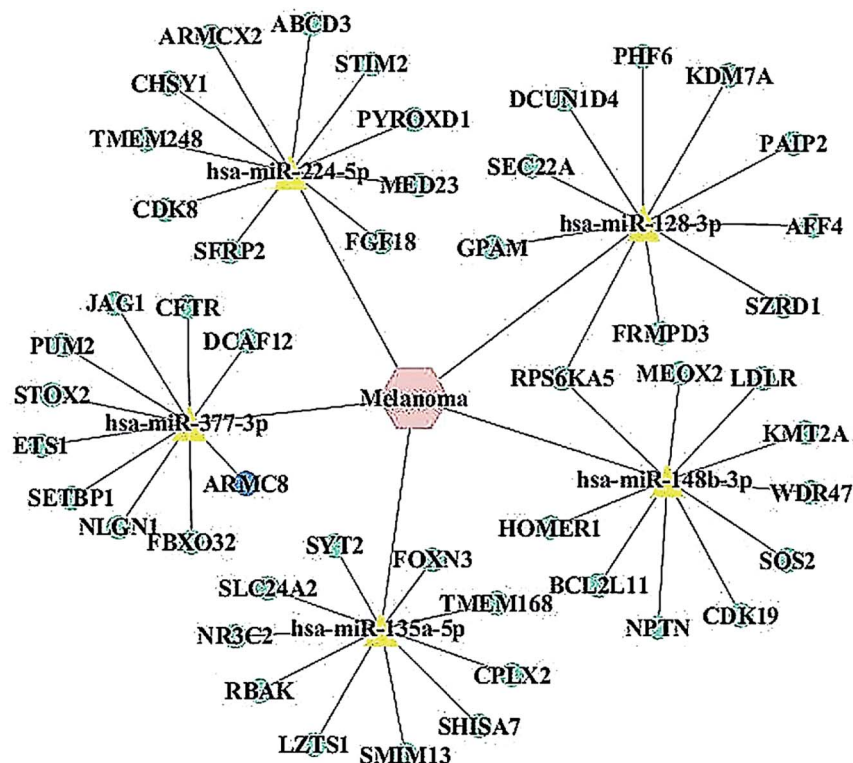 ABCD3
ARMCX2
STIM2
CHSY1
PYROXD1
TMEM248
hsa-miR-224-5p
MED23
CDK8
FGF18
SFRP2
PHF6
KDM7A
DCUN1D4
PAIP2
SEC22A
hsa-miR-128-3p
AFF4
GPAM
SZRD1
FRMPD3
RPS6KA5
JAG1
CFTR
DCAF12
PUM2
STOX2
hsa-miR-377-3p
ETS1
ARMC8
SETBP1
NLGN1
FBXO32
Melanoma
MEOX2
LDLR
KMT2A
hsa-miR-148b-3p
WDR47
HOMER1
SOS2
BCL2L11
CDK19
NPTN
SYT2
FOXN3
SLC24A2
TMEM168
NR3C2
hsa-miR-135a-5p
CPLX2
RBAK
SHISA7
LZTS1
SMIM13